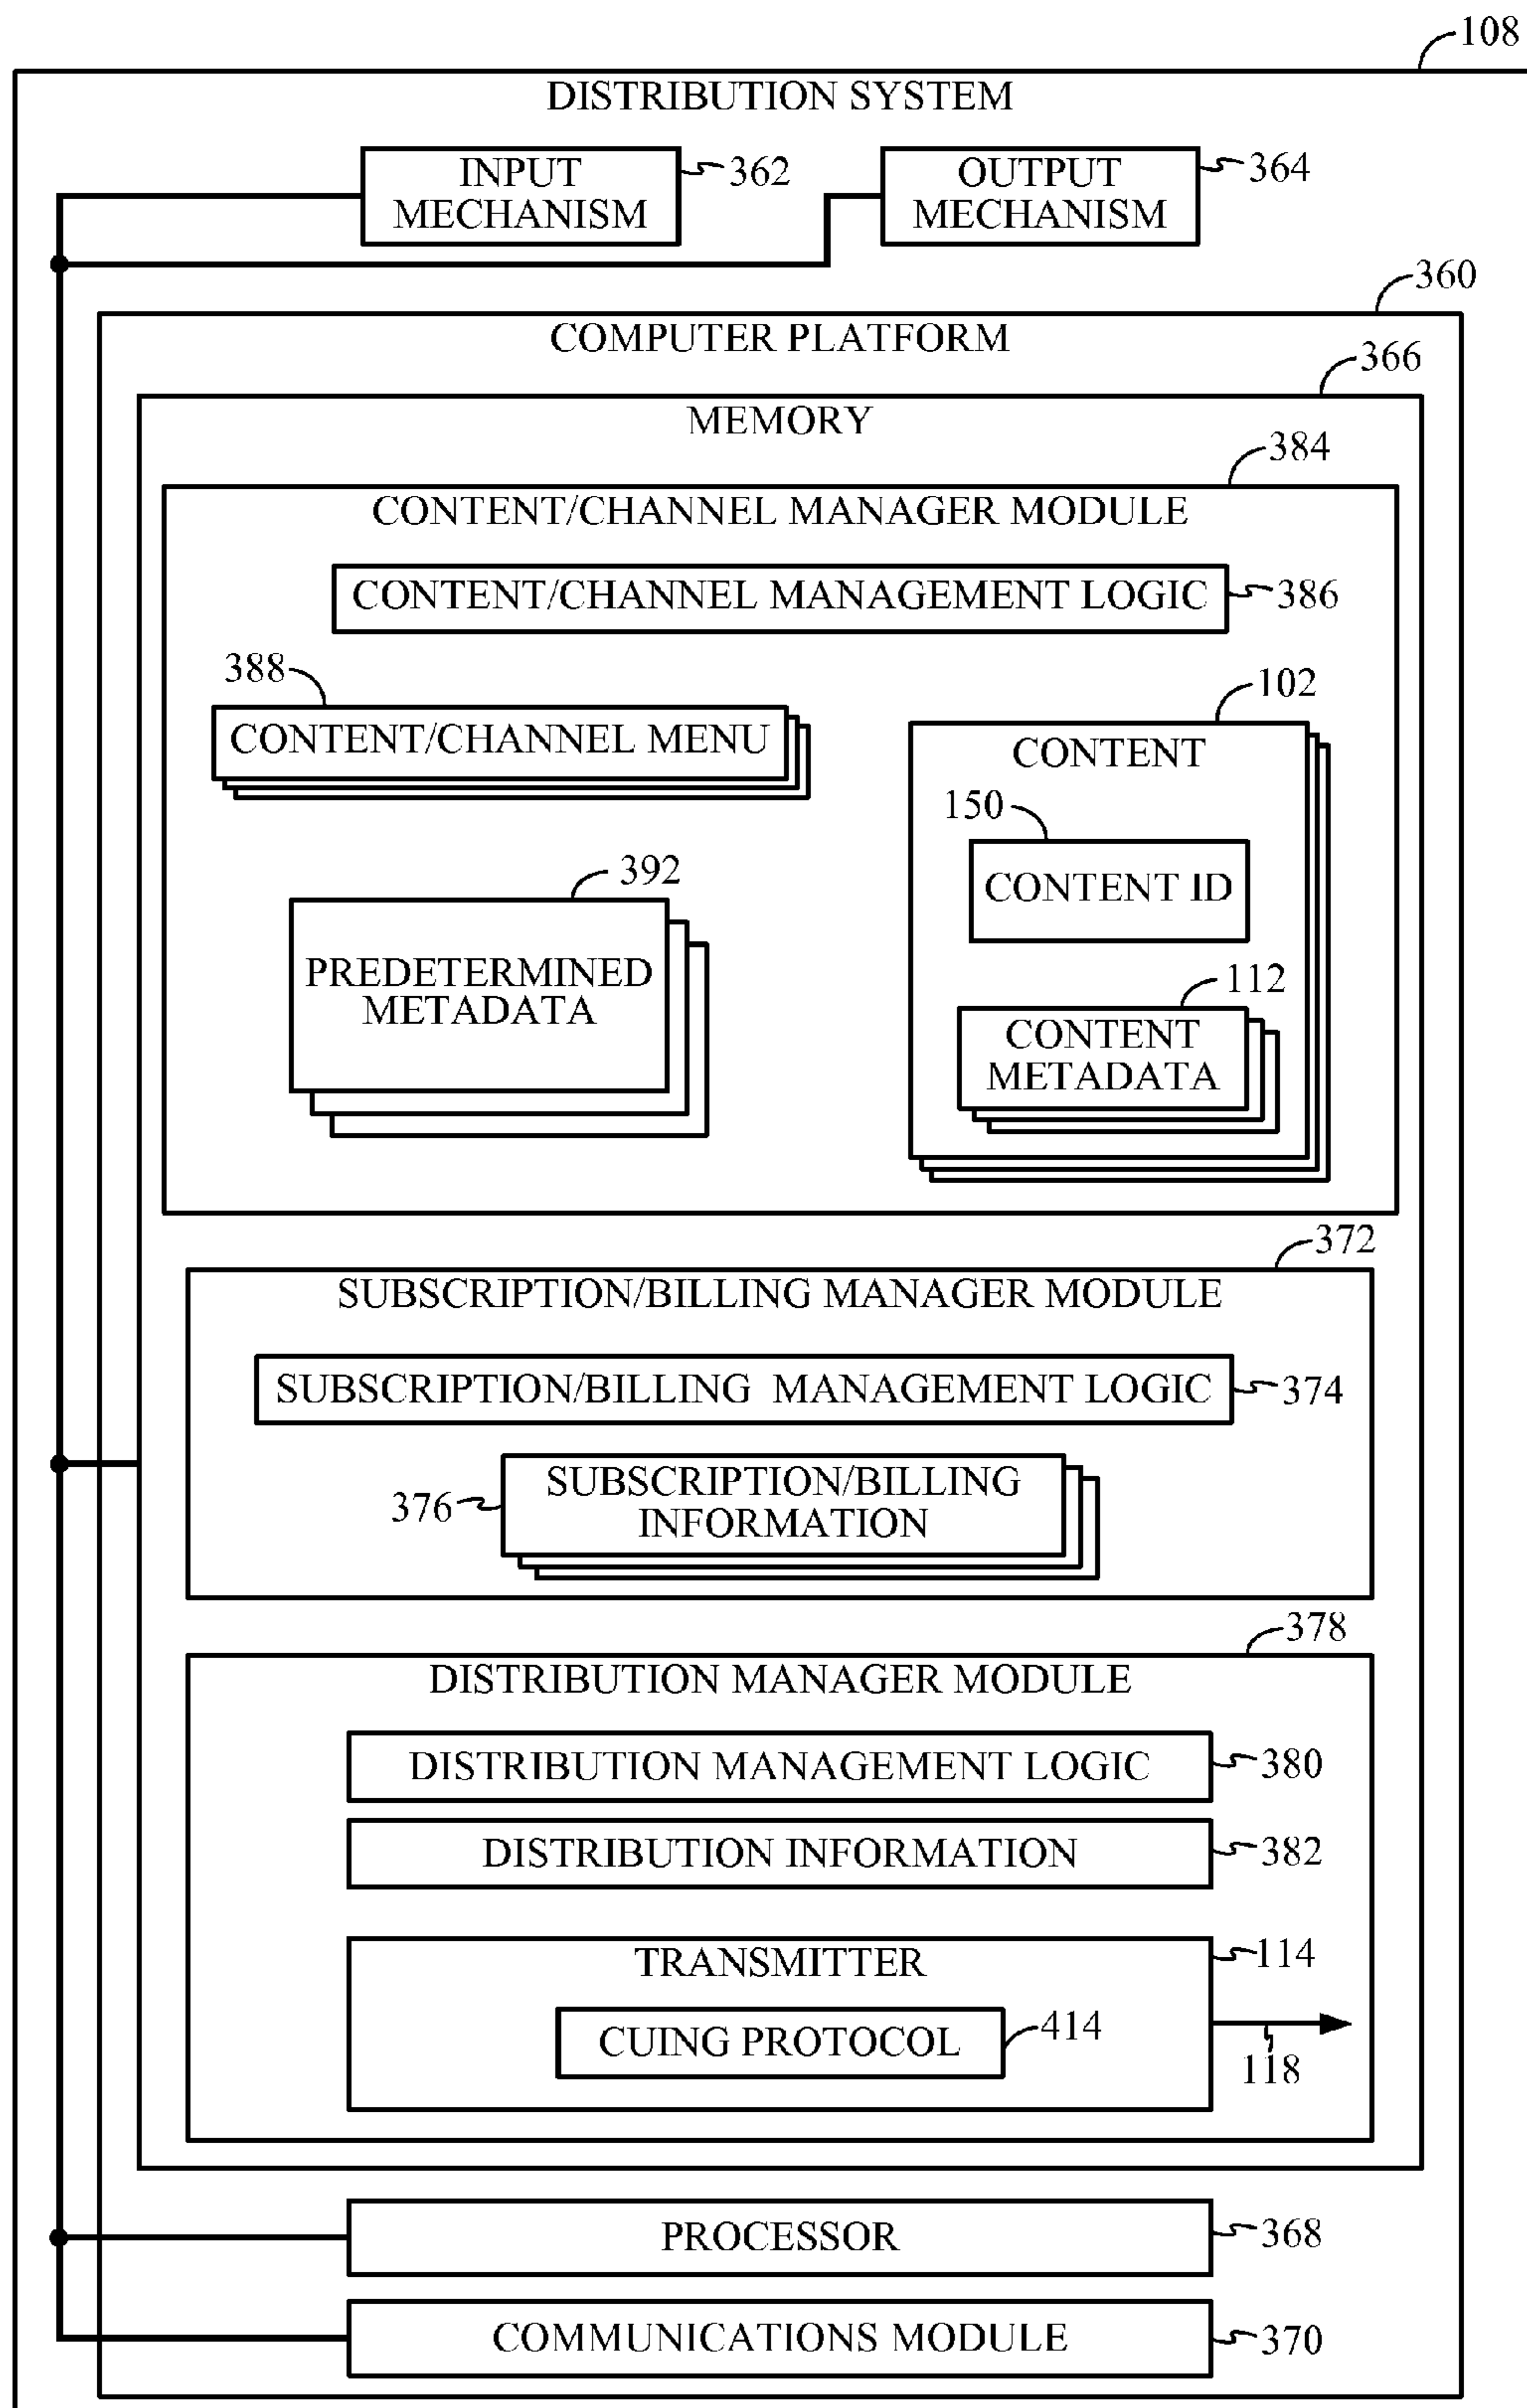 108
DISTRIBUTION SYSTEM
INPUT
MECHANISM
362
OUTPUT
MECHANISM
364
360
COMPUTER PLATFORM
366
MEMORY
384
CONTENT/CHANNEL MANAGER MODULE
CONTENT/CHANNEL MANAGEMENT LOGIC
386
388
CONTENT/CHANNEL MENU
102
CONTENT
150
CONTENT ID
392
PREDETERMINED
METADATA
112
CONTENT
METADATA
372
SUBSCRIPTION/BILLING MANAGER MODULE
SUBSCRIPTION/BILLING MANAGEMENT LOGIC
374
376
SUBSCRIPTION/BILLING
INFORMATION
378
DISTRIBUTION MANAGER MODULE
DISTRIBUTION MANAGEMENT LOGIC
380
DISTRIBUTION INFORMATION
382
TRANSMITTER
114
CUING PROTOCOL
414
118
PROCESSOR
368
COMMUNICATIONS MODULE
370